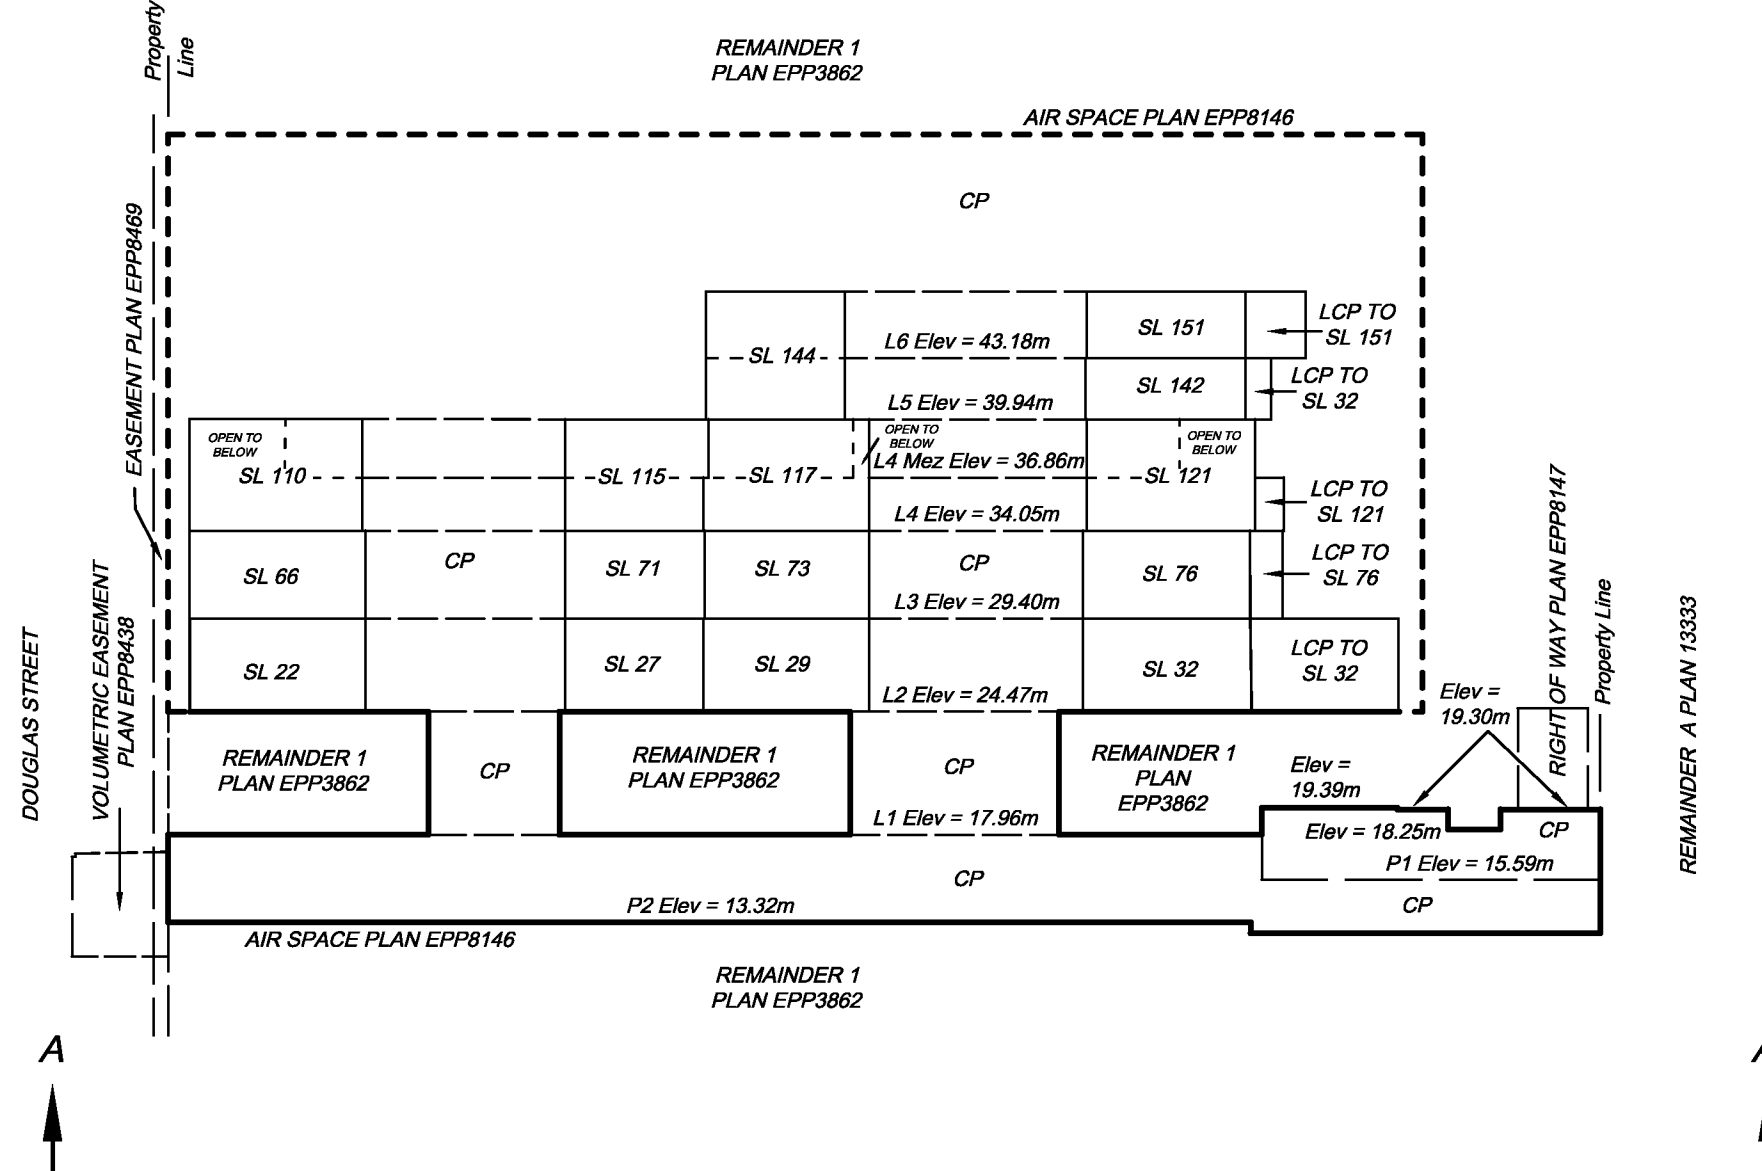 Property
Line
REMAINDER 1
PLAN EPP3862
AIR SPACE PLAN EPP8146
CP
EASEMENT PLAN EPP8469
SL 144
L6 Elev = 43.18m
SL 151
LCP TO
SL 151
L5 Elev = 39.94m
SL 142
LCP TO
SL 32
OPEN TO
BELOW
SL 110
SL 115
SL 117
OPEN TO
BELOW
L4 Mez Elev = 36.86m
OPEN TO
BELOW
SL 121
L4 Elev = 34.05m
LCP TO
SL 121
SL 66
CP
SL 71
SL 73
CP
L3 Elev = 29.40m
SL 76
LCP TO
SL 76
SL 22
SL 27
SL 29
L2 Elev = 24.47m
SL 32
LCP TO
SL 32
DOUGLAS STREET
VOLUMETRIC EASEMENT
PLAN EPP8438
RIGHT OF WAY PLAN EPP8147
Property Line
REMAINDER A PLAN 13333
Elev =
19.30m
REMAINDER 1
PLAN EPP3862
CP
REMAINDER 1
PLAN EPP3862
CP
L1 Elev = 17.96m
REMAINDER 1
PLAN
EPP3862
Elev =
19.39m
Elev = 18.25m
CP
P1 Elev = 15.59m
CP
P2 Elev = 13.32m
CP
AIR SPACE PLAN EPP8146
REMAINDER 1
PLAN EPP3862
A